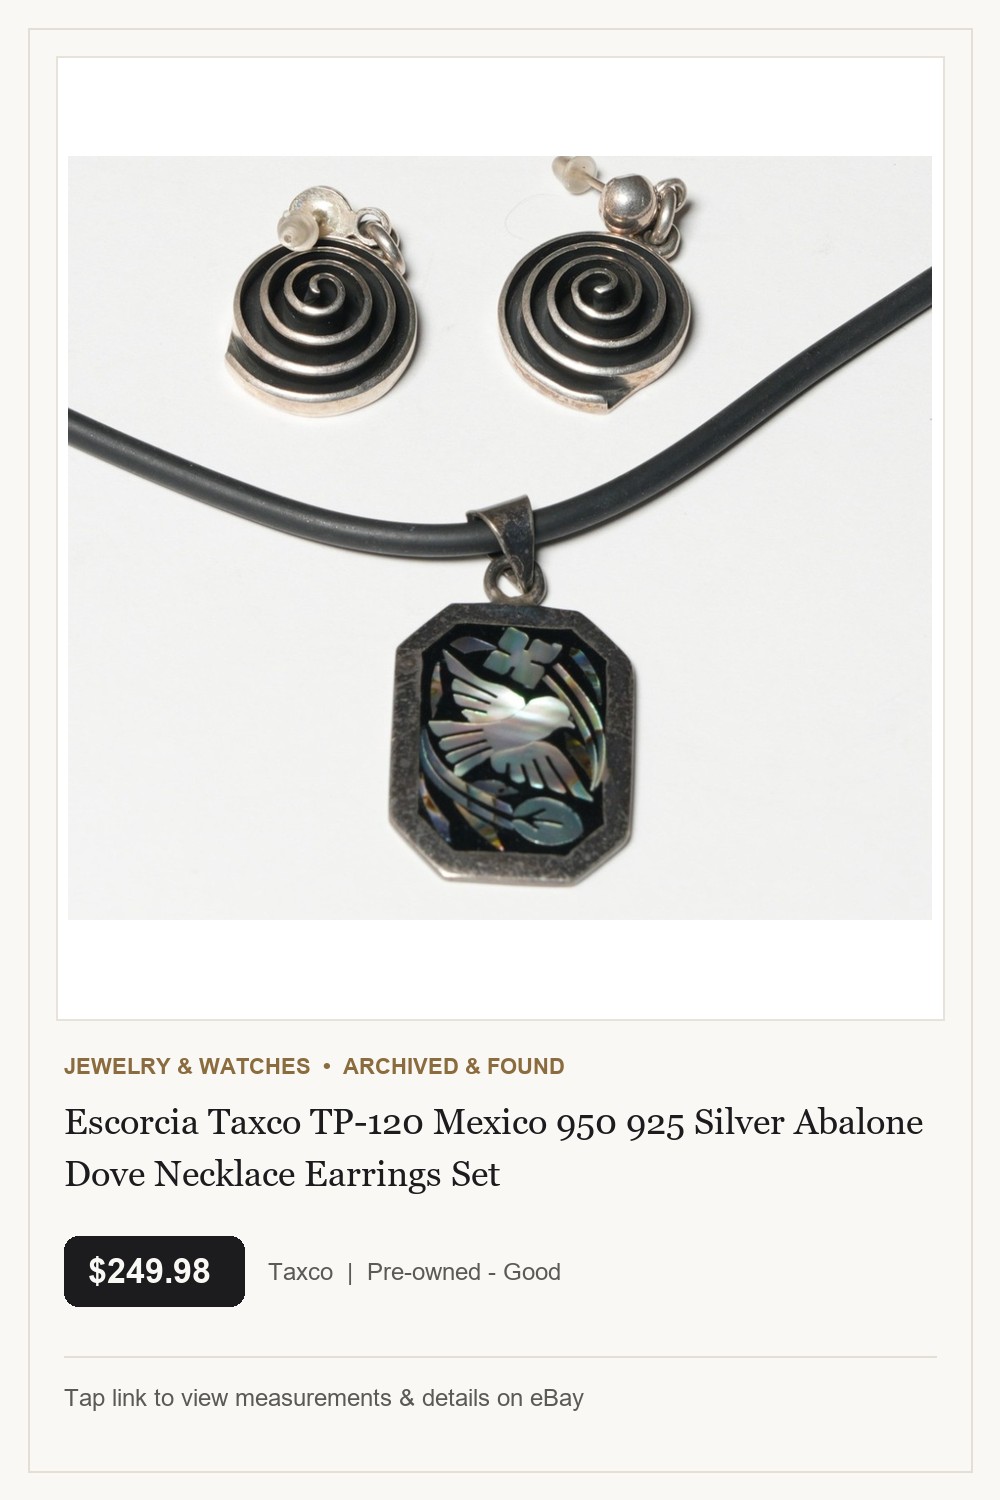 JEWELRY & WATCHES • ARCHIVED & FOUND
Escorcia Taxco TP-120 Mexico 950 925 Silver Abalone
Dove Necklace Earrings Set
$249.98
Taxco | Pre-owned - Good
Tap link to view measurements & details on eBay